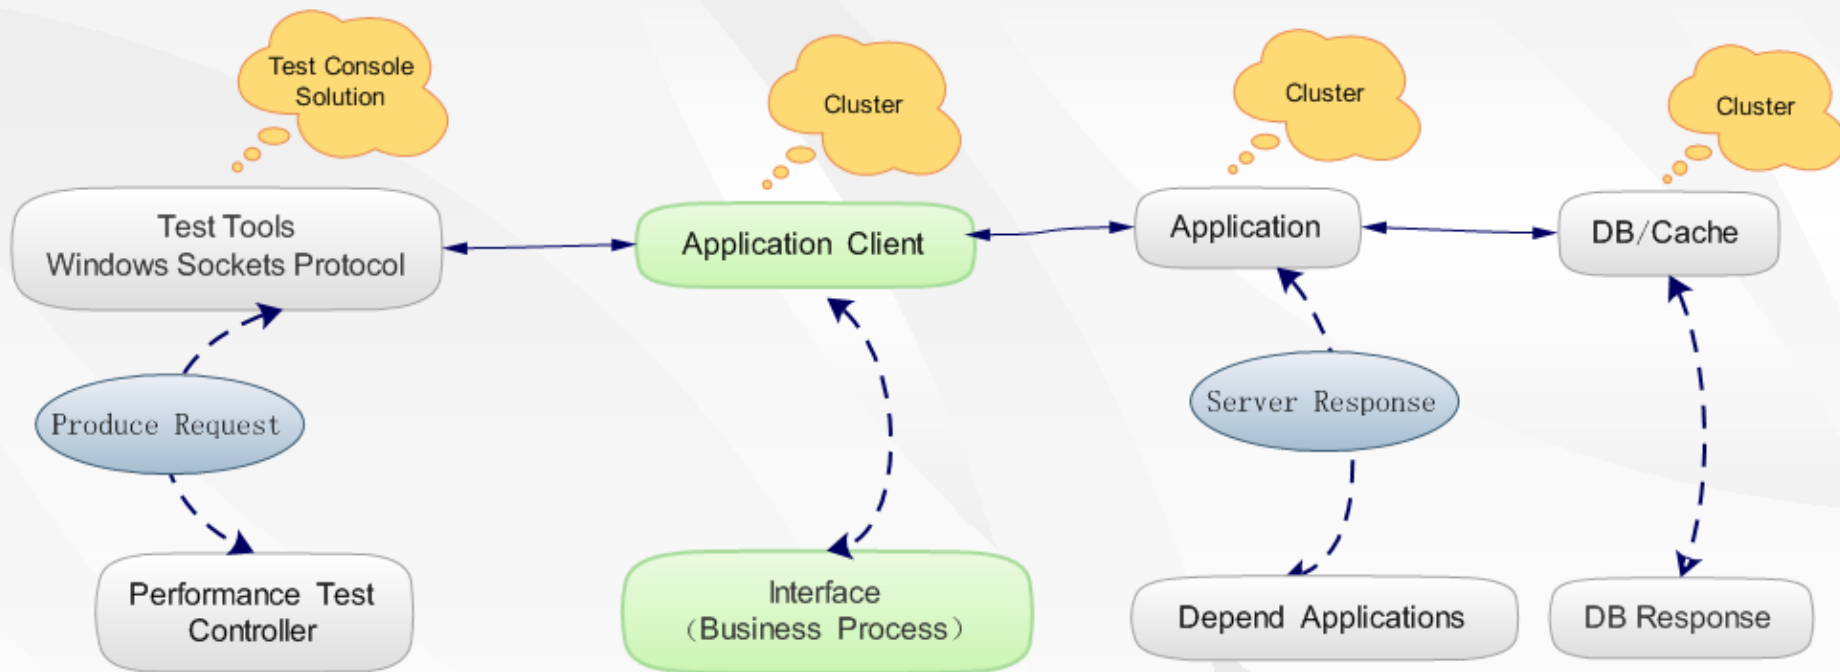 Test Console
Solution
Cluster
Cluster
Cluster
Test Tools
Windows Sockets Protocol
Application Client
Application
DB/Cache
Produce Request
Server Response
Performance Test
Controller
Interface
（Business Process）
Depend Applications
DB Response